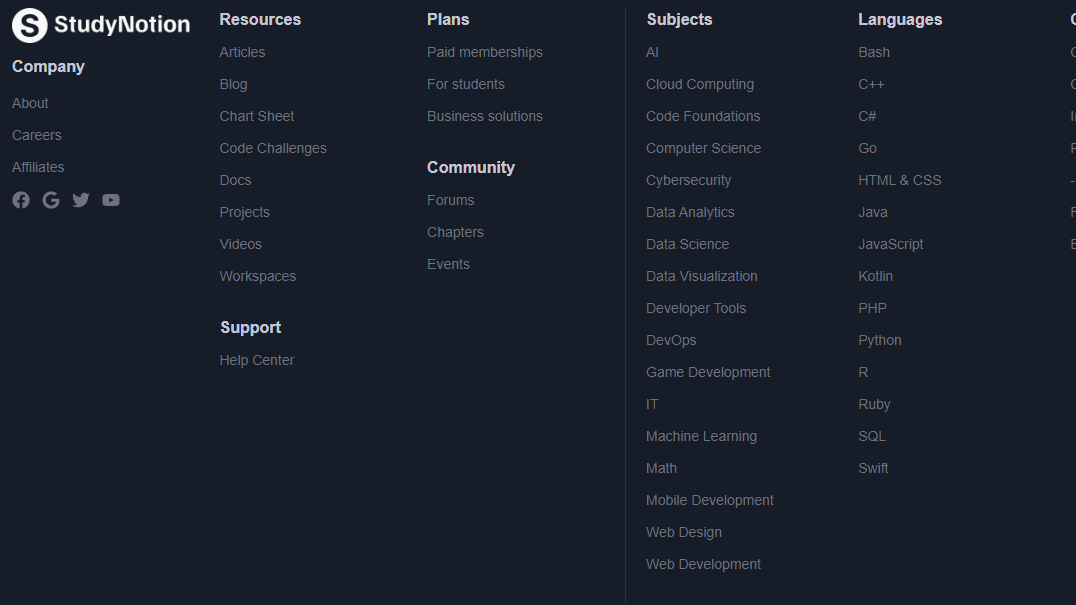 StudyNotion
Company
About
Careers
Affiliates
Resources
Articles
Blog
Chart Sheet
Code Challenges
Docs
Projects
Videos
Workspaces
Support
Help Center
Plans
Paid memberships
For students
Business solutions
Community
Forums
Chapters
Events
Subjects
AI
Cloud Computing
Code Foundations
Computer Science
Cybersecurity
Data Analytics
Data Science
Data Visualization
Developer Tools
DevOps
Game Development
IT
Machine Learning
Math
Mobile Development
Web Design
Web Development
Languages
Bash
C++
C#
Go
HTML & CSS
Java
JavaScript
Kotlin
PHP
Python
R
Ruby
SQL
Swift